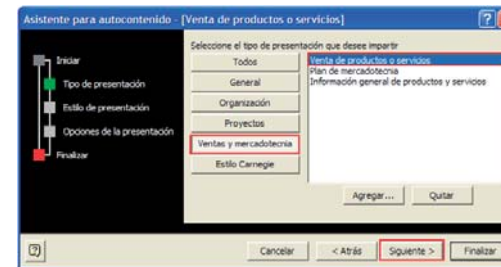 Asistente para autocontenido - [Venta de productos o servicios]
?
Seleccione el tipo de presentación que desee impartir
Iniciar
Tipo de presentación
Estilo de presentación
Opciones de la presentación
Finalizar
Todos
General
Organización
Proyectos
Ventas y mercadotecnia
Estilo Carnegie
Venta de productos o servicios
Plan de mercadotecnia
Información general de productos y servicios
Agregar... Quitar
? Cancelar < Atrás Siguiente > Finalizar